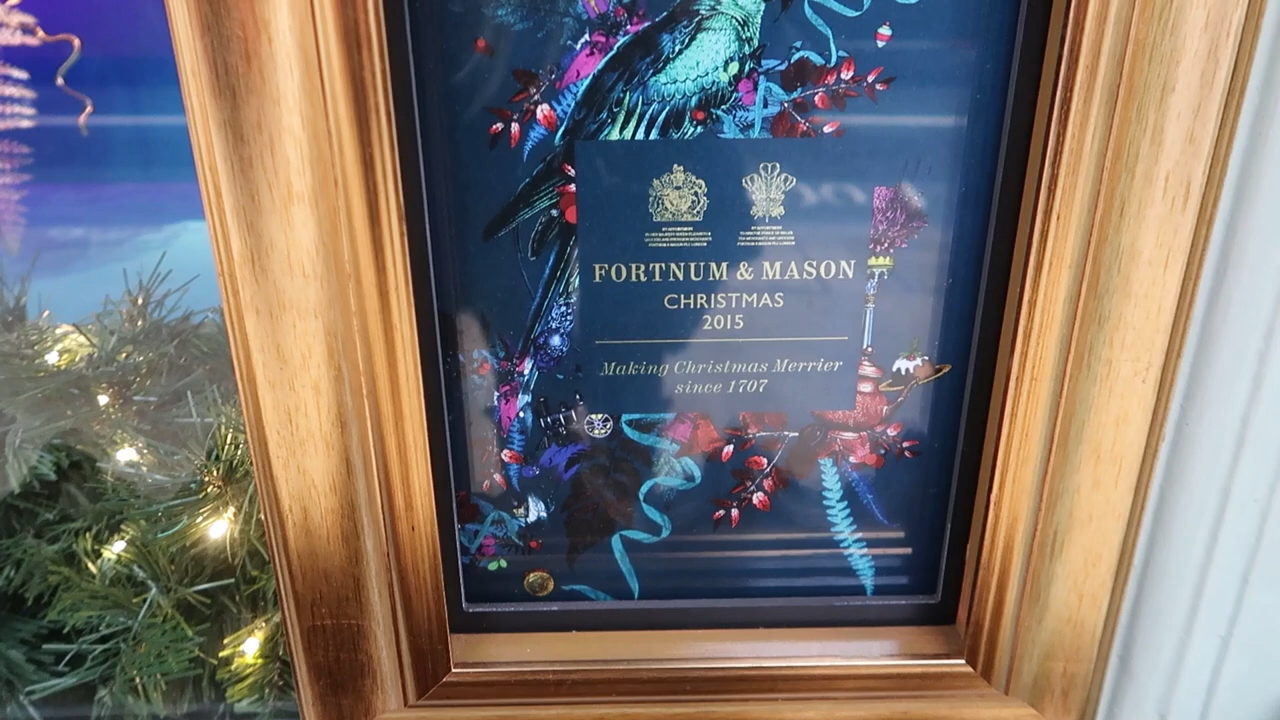 FORTNUM & MASON
CHRISTMAS
2015
Making Christmas Merrier
since 1707